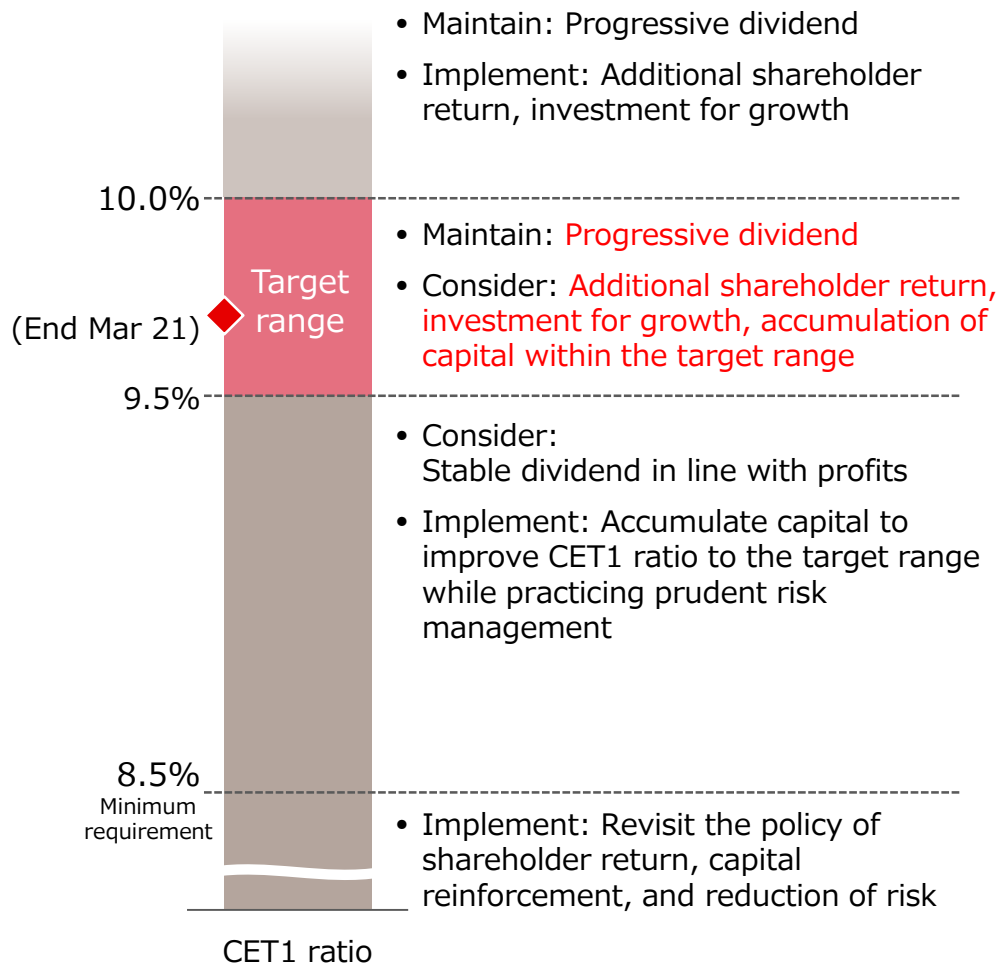 • Maintain: Progressive dividend
• Implement: Additional shareholder
return, investment for growth
10.0%
• Maintain: Progressive dividend
Target
range
• Consider: Additional shareholder return,
investment for growth, accumulation of
capital within the target range
(End Mar 21)
9.5%
• Consider:
Stable dividend in line with profits
• Implement: Accumulate capital to
improve CET1 ratio to the target range
while practicing prudent risk
management
8.5%
Minimum
requirement
• Implement: Revisit the policy of
shareholder return, capital
reinforcement, and reduction of risk
CET1 ratio